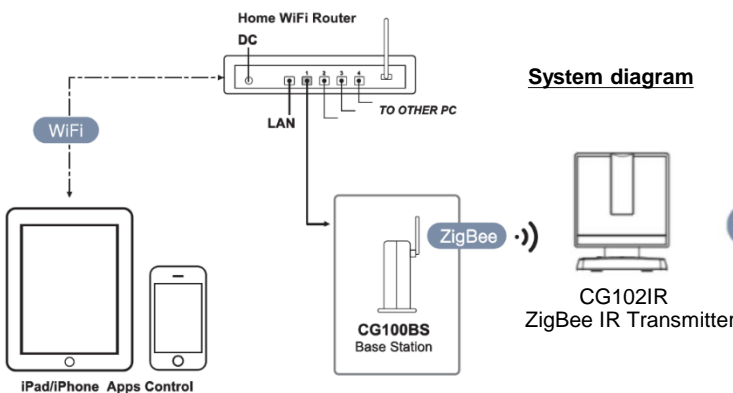 Home WiFi Router
DC
1 2 3 4
System diagram
LAN
TO OTHER PC
WiFi
ZigBee
CG100BS
Base Station
CG102IR
ZigBee IR Transmitter
iPad/iPhone Apps Control